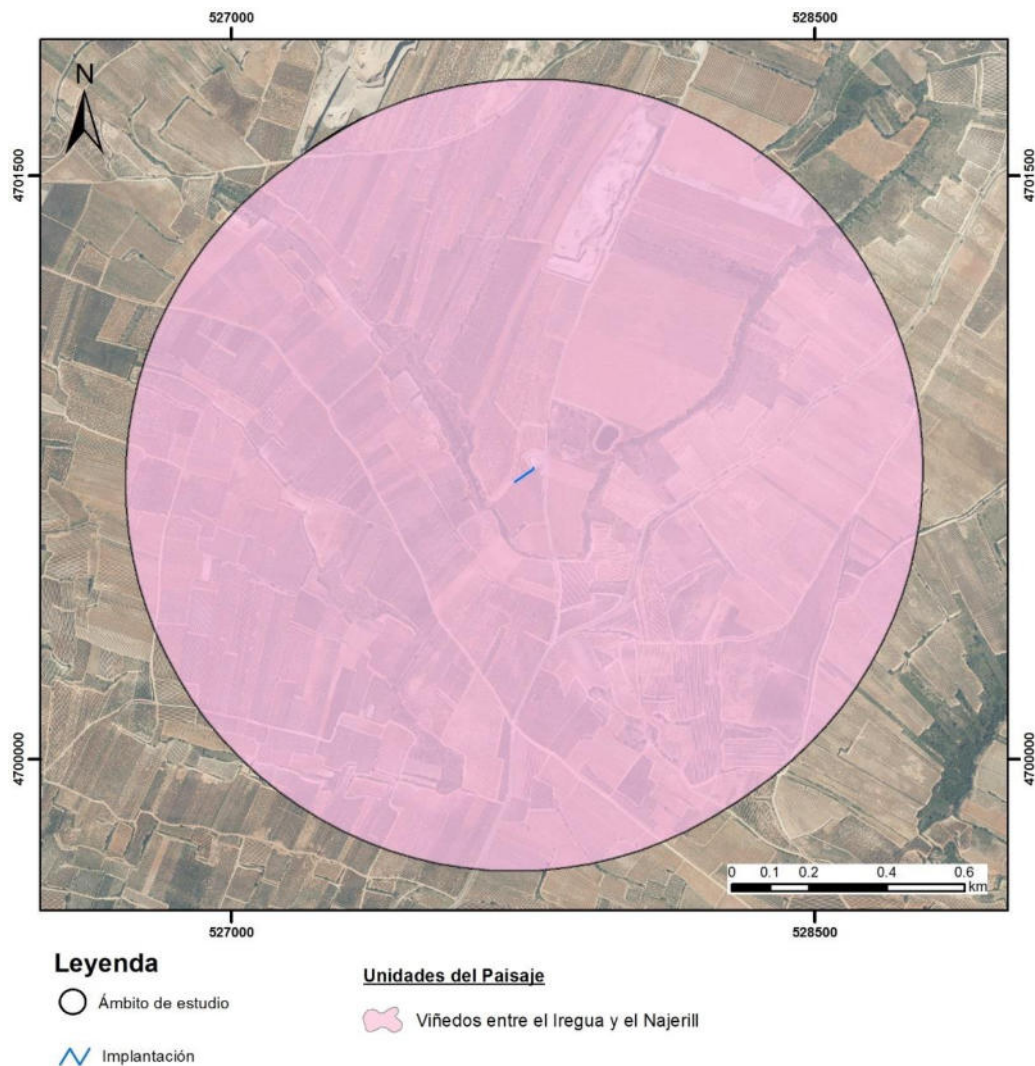 527000 528500
N
4701500 4701500
4700000 4700000
0 0.1 0.2 0.4 0.6
km
527000 528500
Leyenda
Ámbito de estudio
Implantación
Unidades del Paisaje
Viñedos entre el Iregua y el Najerill